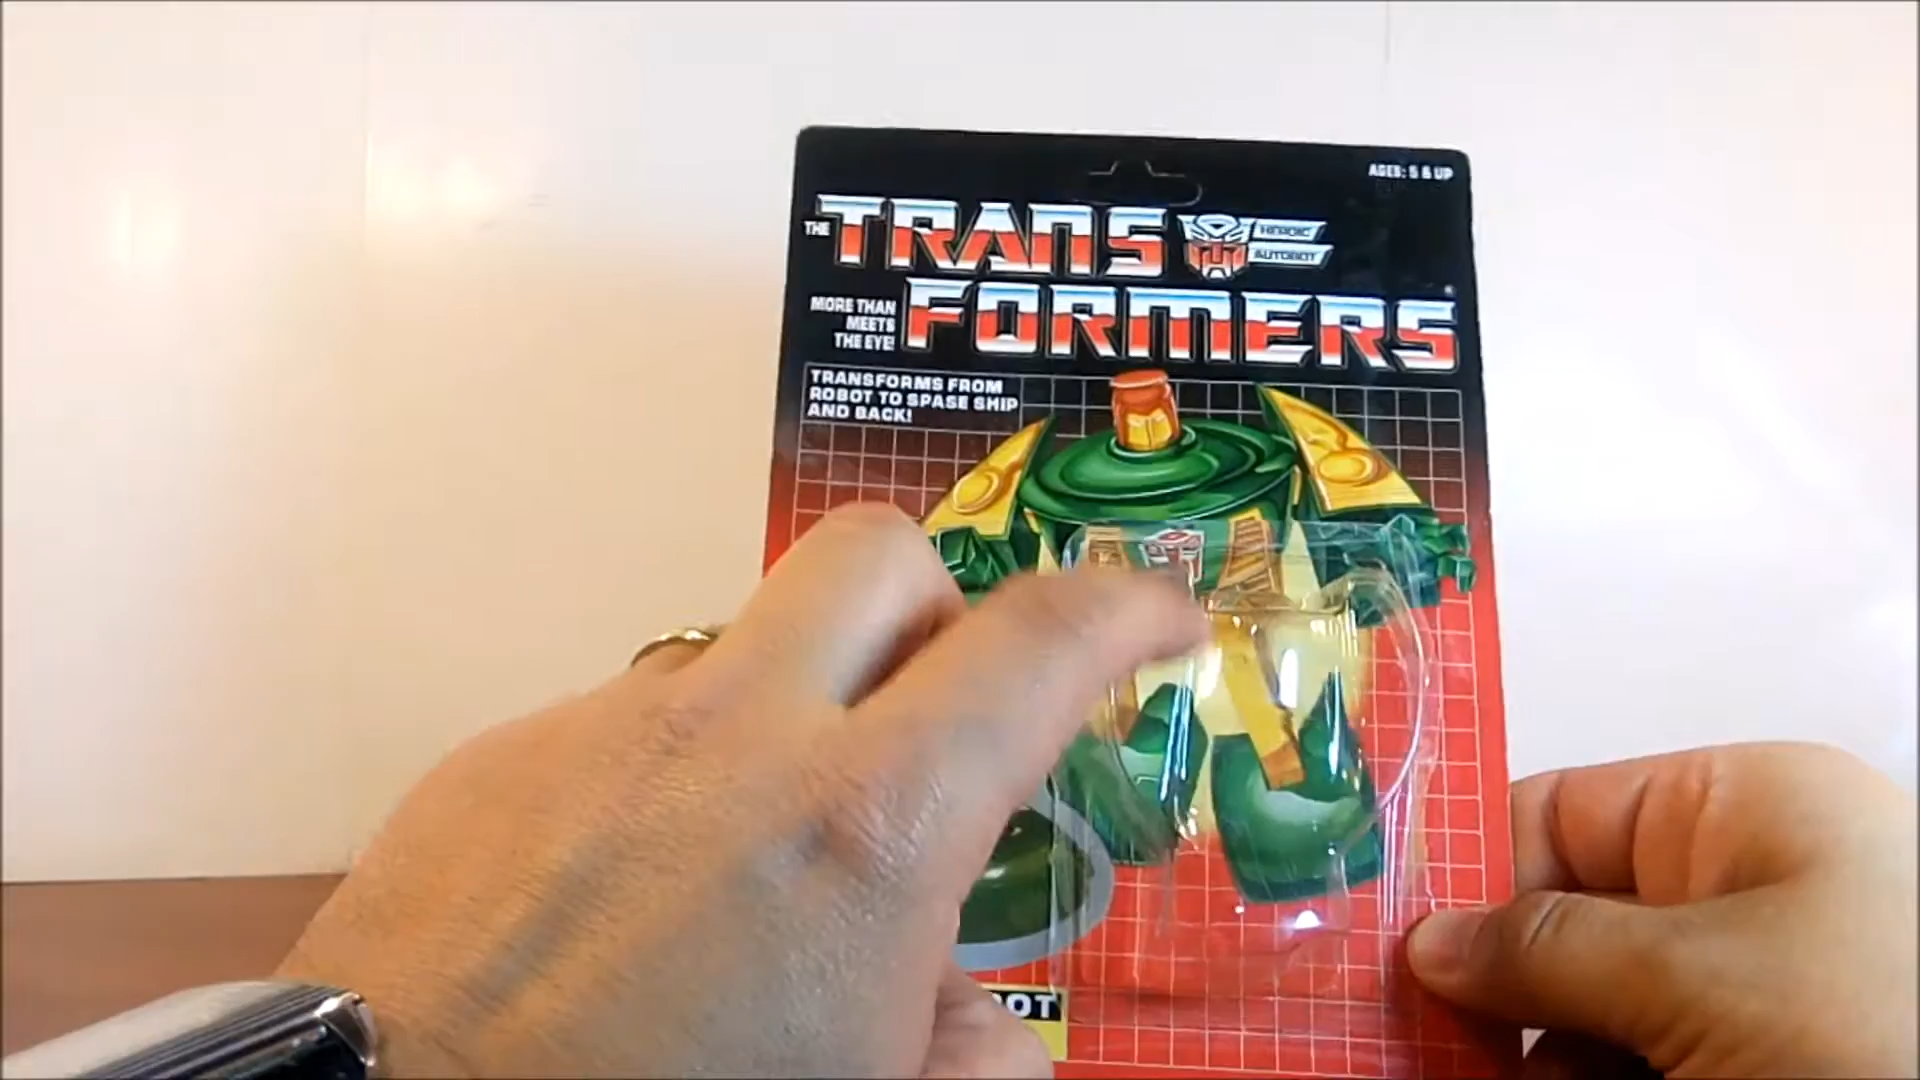 AGES: 5 & UP
THE TRANS
HEROIC
AUTOBOT
FORMERS
MORE THAN
MEETS
THE EYE!
TRANSFORMS FROM
ROBOT TO SPASE SHIP
AND BACK!